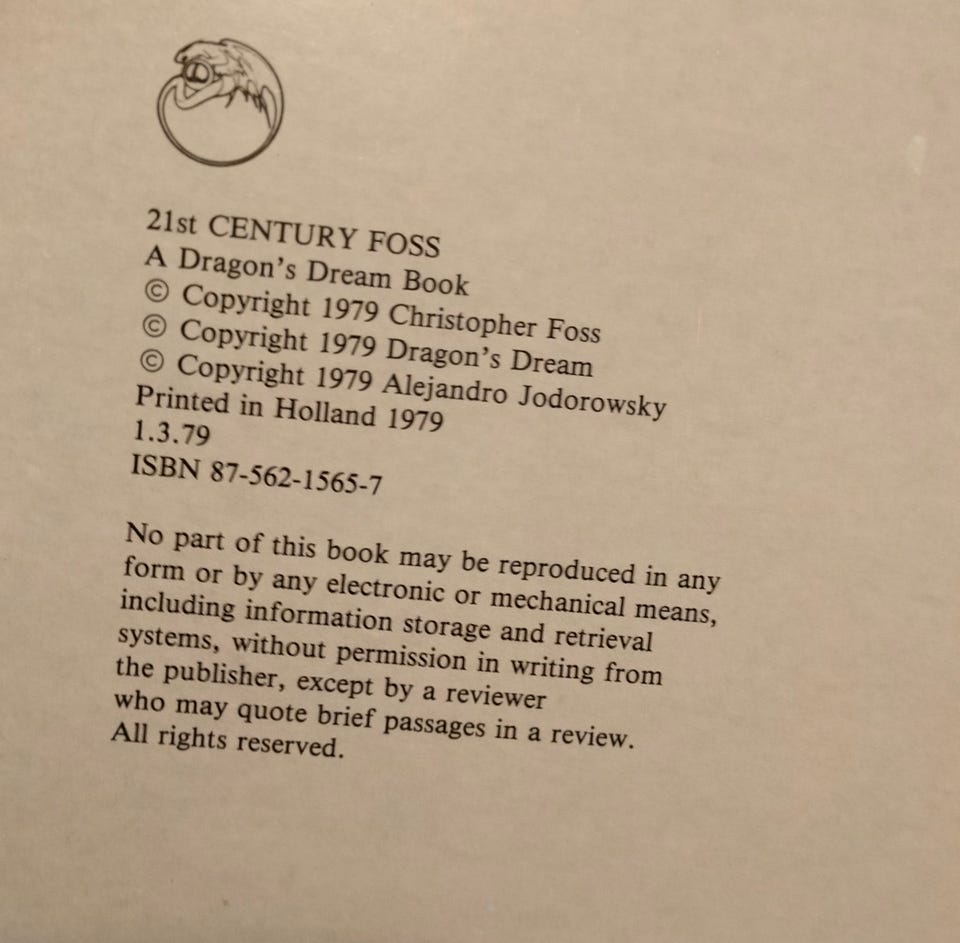 21st CENTURY FOSS
A Dragon's Dream Book
© Copyright 1979 Christopher Foss
© Copyright 1979 Dragon's Dream
© Copyright 1979 Alejandro Jodorowsky
Printed in Holland 1979
1.3.79
ISBN 87-562-1565-7
No part of this book may be reproduced in any
form or by any electronic or mechanical means,
including information storage and retrieval
systems, without permission in writing from
the publisher, except by a reviewer
who may quote brief passages in a review.
All rights reserved.